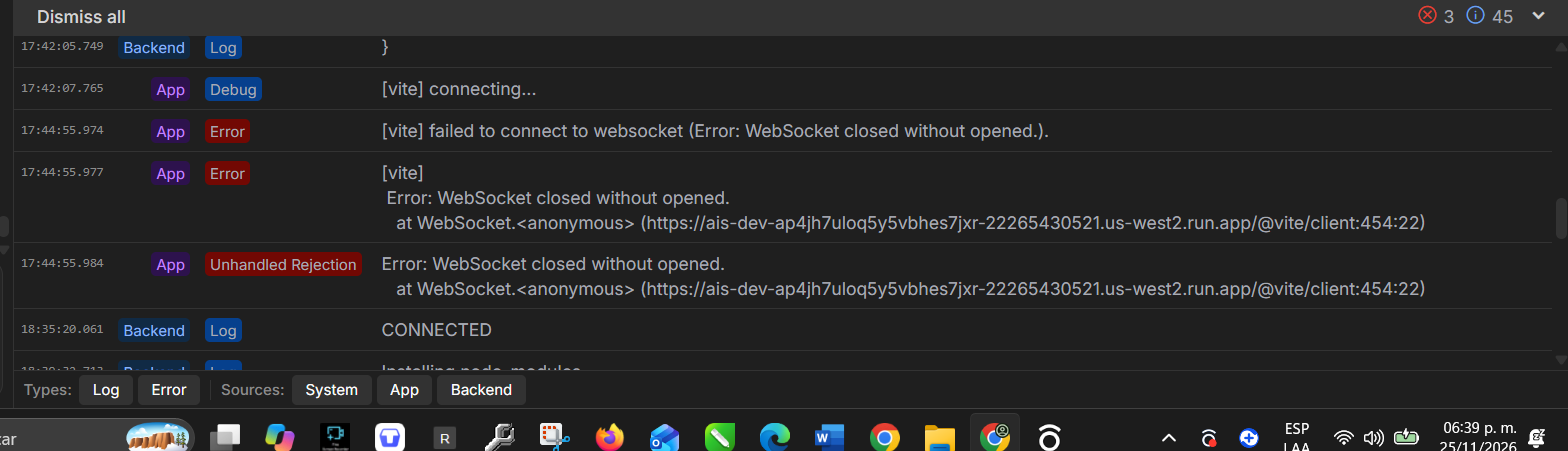 Dismiss all
3
45
17:42:05.749 Backend Log }
17:42:07.765 App Debug [vite] connecting...
17:44:55.974 App Error [vite] failed to connect to websocket (Error: WebSocket closed without opened.).
17:44:55.977 App Error [vite]
Error: WebSocket closed without opened.
at WebSocket.<anonymous> (https://ais-dev-ap4jh7uloq5y5vbhes7jxr-22265430521.us-west2.run.app/@vite/client:454:22)
17:44:55.984 App Unhandled Rejection Error: WebSocket closed without opened.
at WebSocket.<anonymous> (https://ais-dev-ap4jh7uloq5y5vbhes7jxr-22265430521.us-west2.run.app/@vite/client:454:22)
18:35:20.061 Backend Log CONNECTED
Types: Log Error Sources: System App Backend
R
W
ESP
LAA
06:39 p. m.
25/11/2026